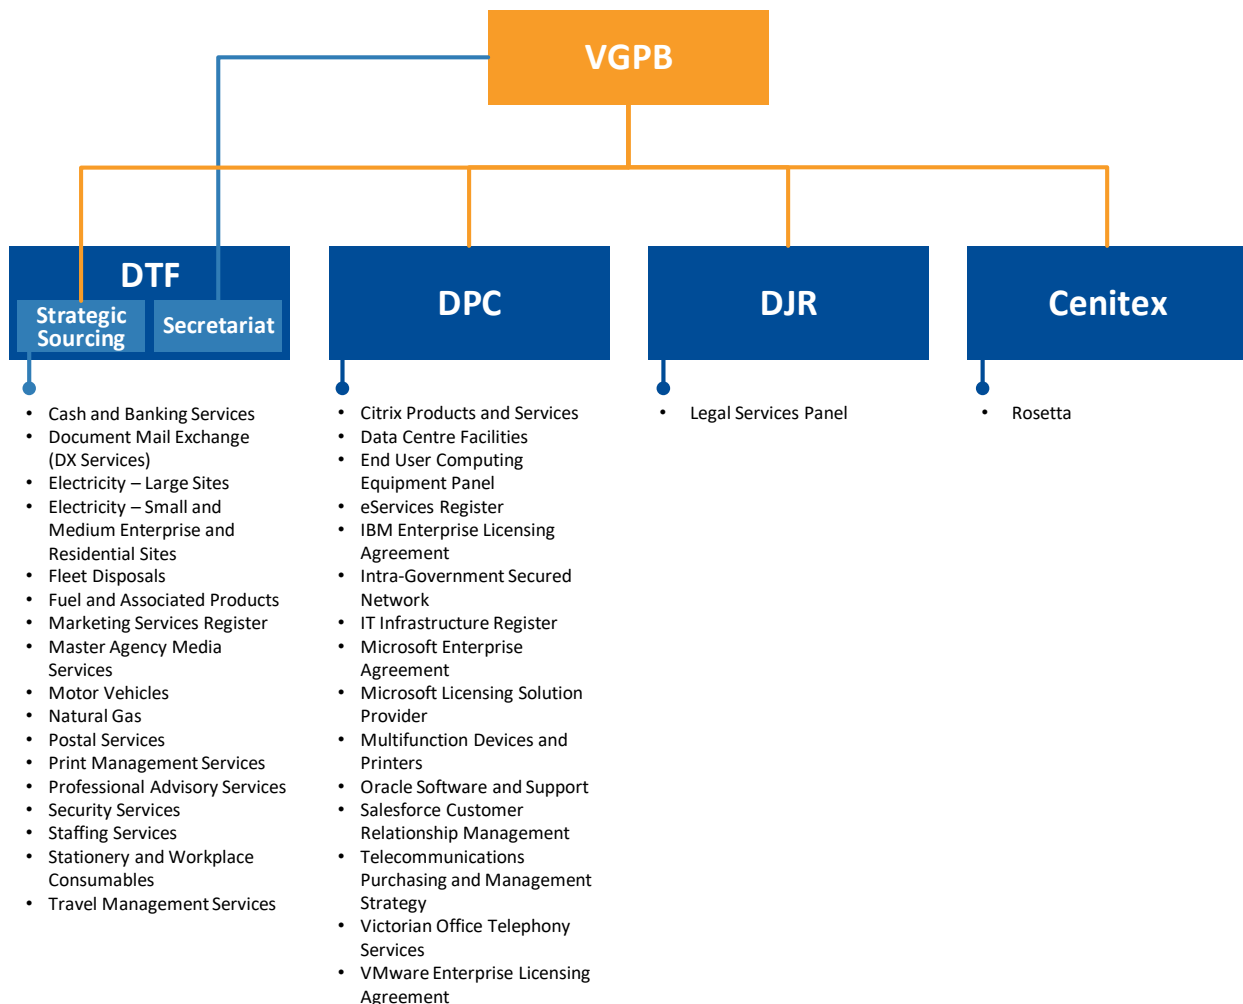 VGPB
DTF
Strategic
Sourcing
Secretariat
DPC
DJR
Cenitex
• Cash and Banking Services
• Document Mail Exchange
(DX Services)
• Electricity – Large Sites
• Electricity – Small and
Medium Enterprise and
Residential Sites
• Fleet Disposals
• Fuel and Associated Products
• Marketing Services Register
• Master Agency Media
Services
• Motor Vehicles
• Natural Gas
• Postal Services
• Print Management Services
• Professional Advisory Services
• Security Services
• Staffing Services
• Stationery and Workplace
Consumables
• Travel Management Services
• Citrix Products and Services
• Data Centre Facilities
• End User Computing
Equipment Panel
• eServices Register
• IBM Enterprise Licensing
Agreement
• Intra-Government Secured
Network
• IT Infrastructure Register
• Microsoft Enterprise
Agreement
• Microsoft Licensing Solution
Provider
• Multifunction Devices and
Printers
• Oracle Software and Support
• Salesforce Customer
Relationship Management
• Telecommunications
Purchasing and Management
Strategy
• Victorian Office Telephony
Services
• VMware Enterprise Licensing
Agreement
• Legal Services Panel
• Rosetta